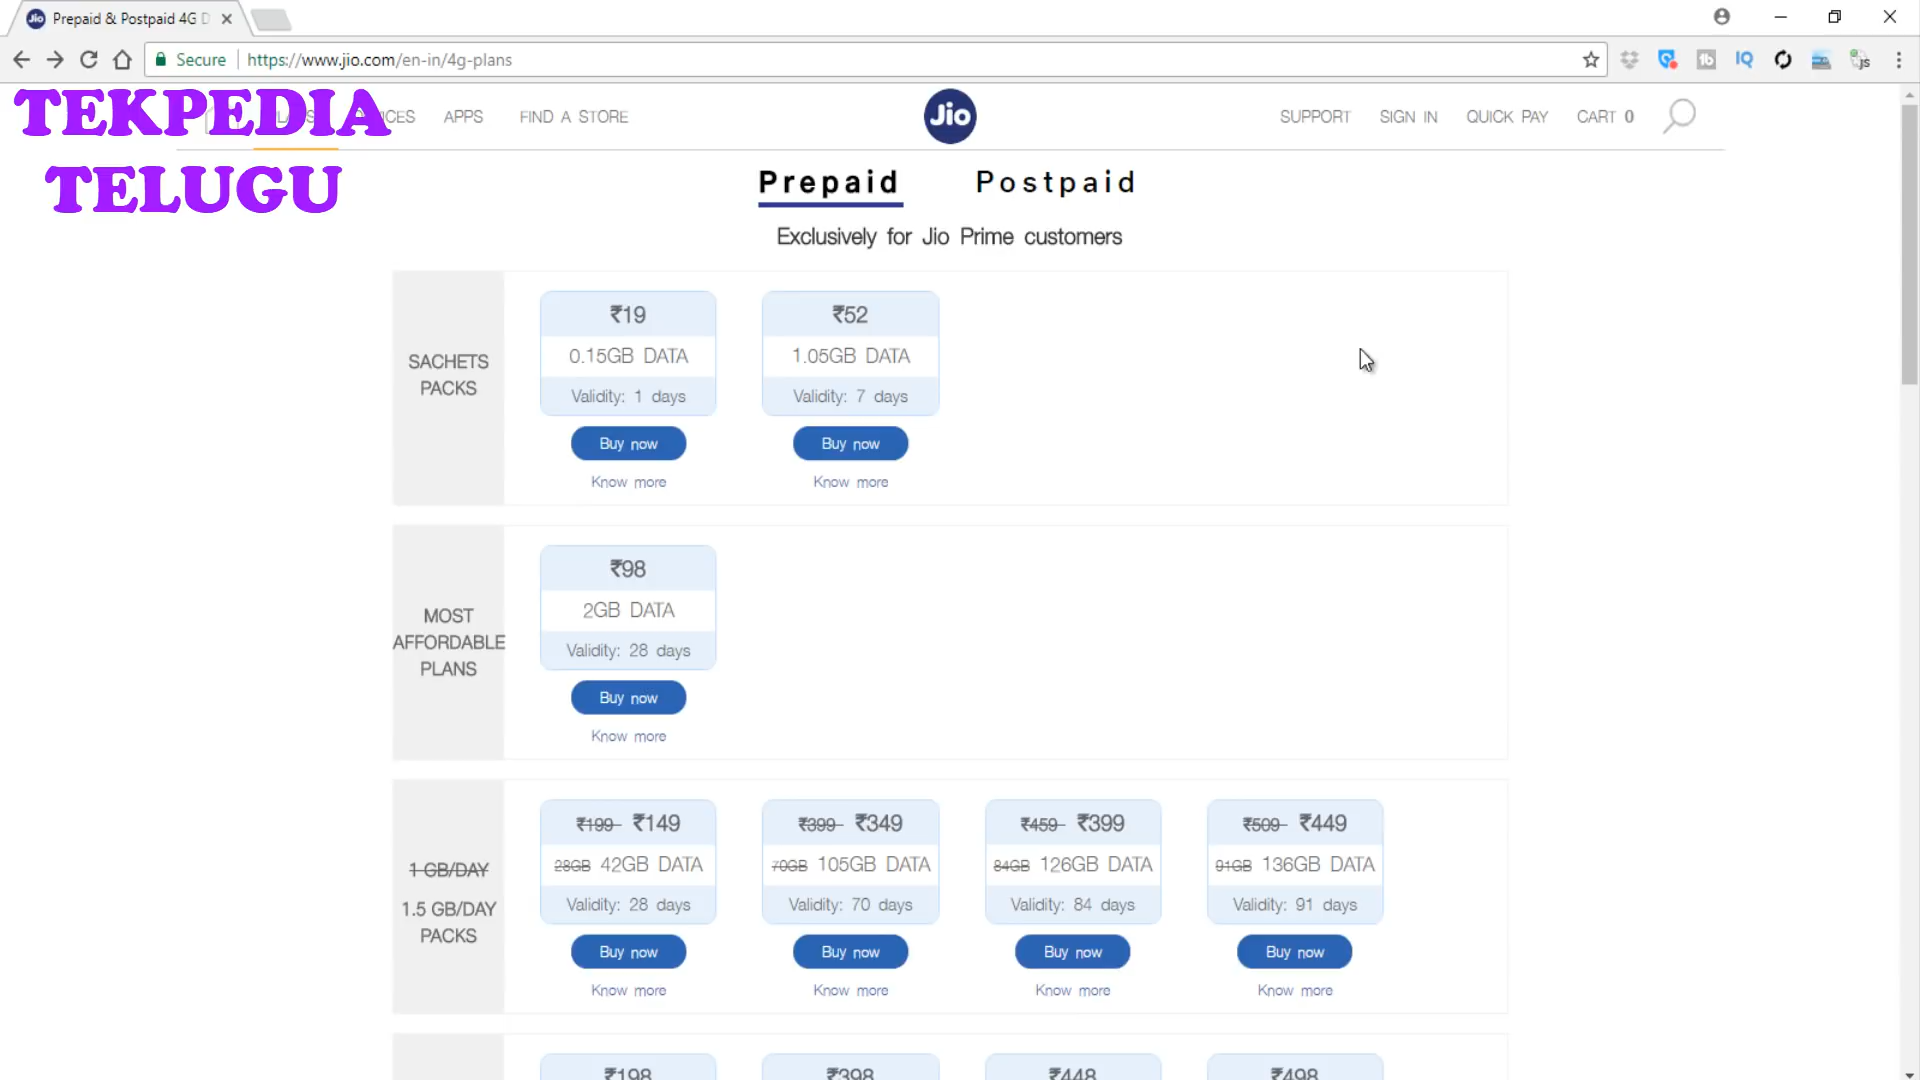 Prepaid & Postpaid 4G D
Secure https://www.jio.com/en-in/4g-plans
TEKPEDIA
TELUGU
APPS FIND A STORE Jio SUPPORT SIGN IN QUICK PAY CART 0
Prepaid Postpaid
Exclusively for Jio Prime customers
SACHETS
PACKS
₹19 ₹52
0.15GB DATA 1.05GB DATA
Validity: 1 days Validity: 7 days
Buy now Buy now
Know more Know more
MOST
AFFORDABLE
PLANS
₹98
2GB DATA
Validity: 28 days
Buy now
Know more
1 GB/DAY
1.5 GB/DAY
PACKS
₹199 ₹149 ₹399 ₹349 ₹459 ₹399 ₹509 ₹449
28GB 42GB DATA 70GB 105GB DATA 84GB 126GB DATA 91GB 136GB DATA
Validity: 28 days Validity: 70 days Validity: 84 days Validity: 91 days
Buy now Buy now Buy now Buy now
Know more Know more Know more Know more
₹198 ₹398 ₹448 ₹498